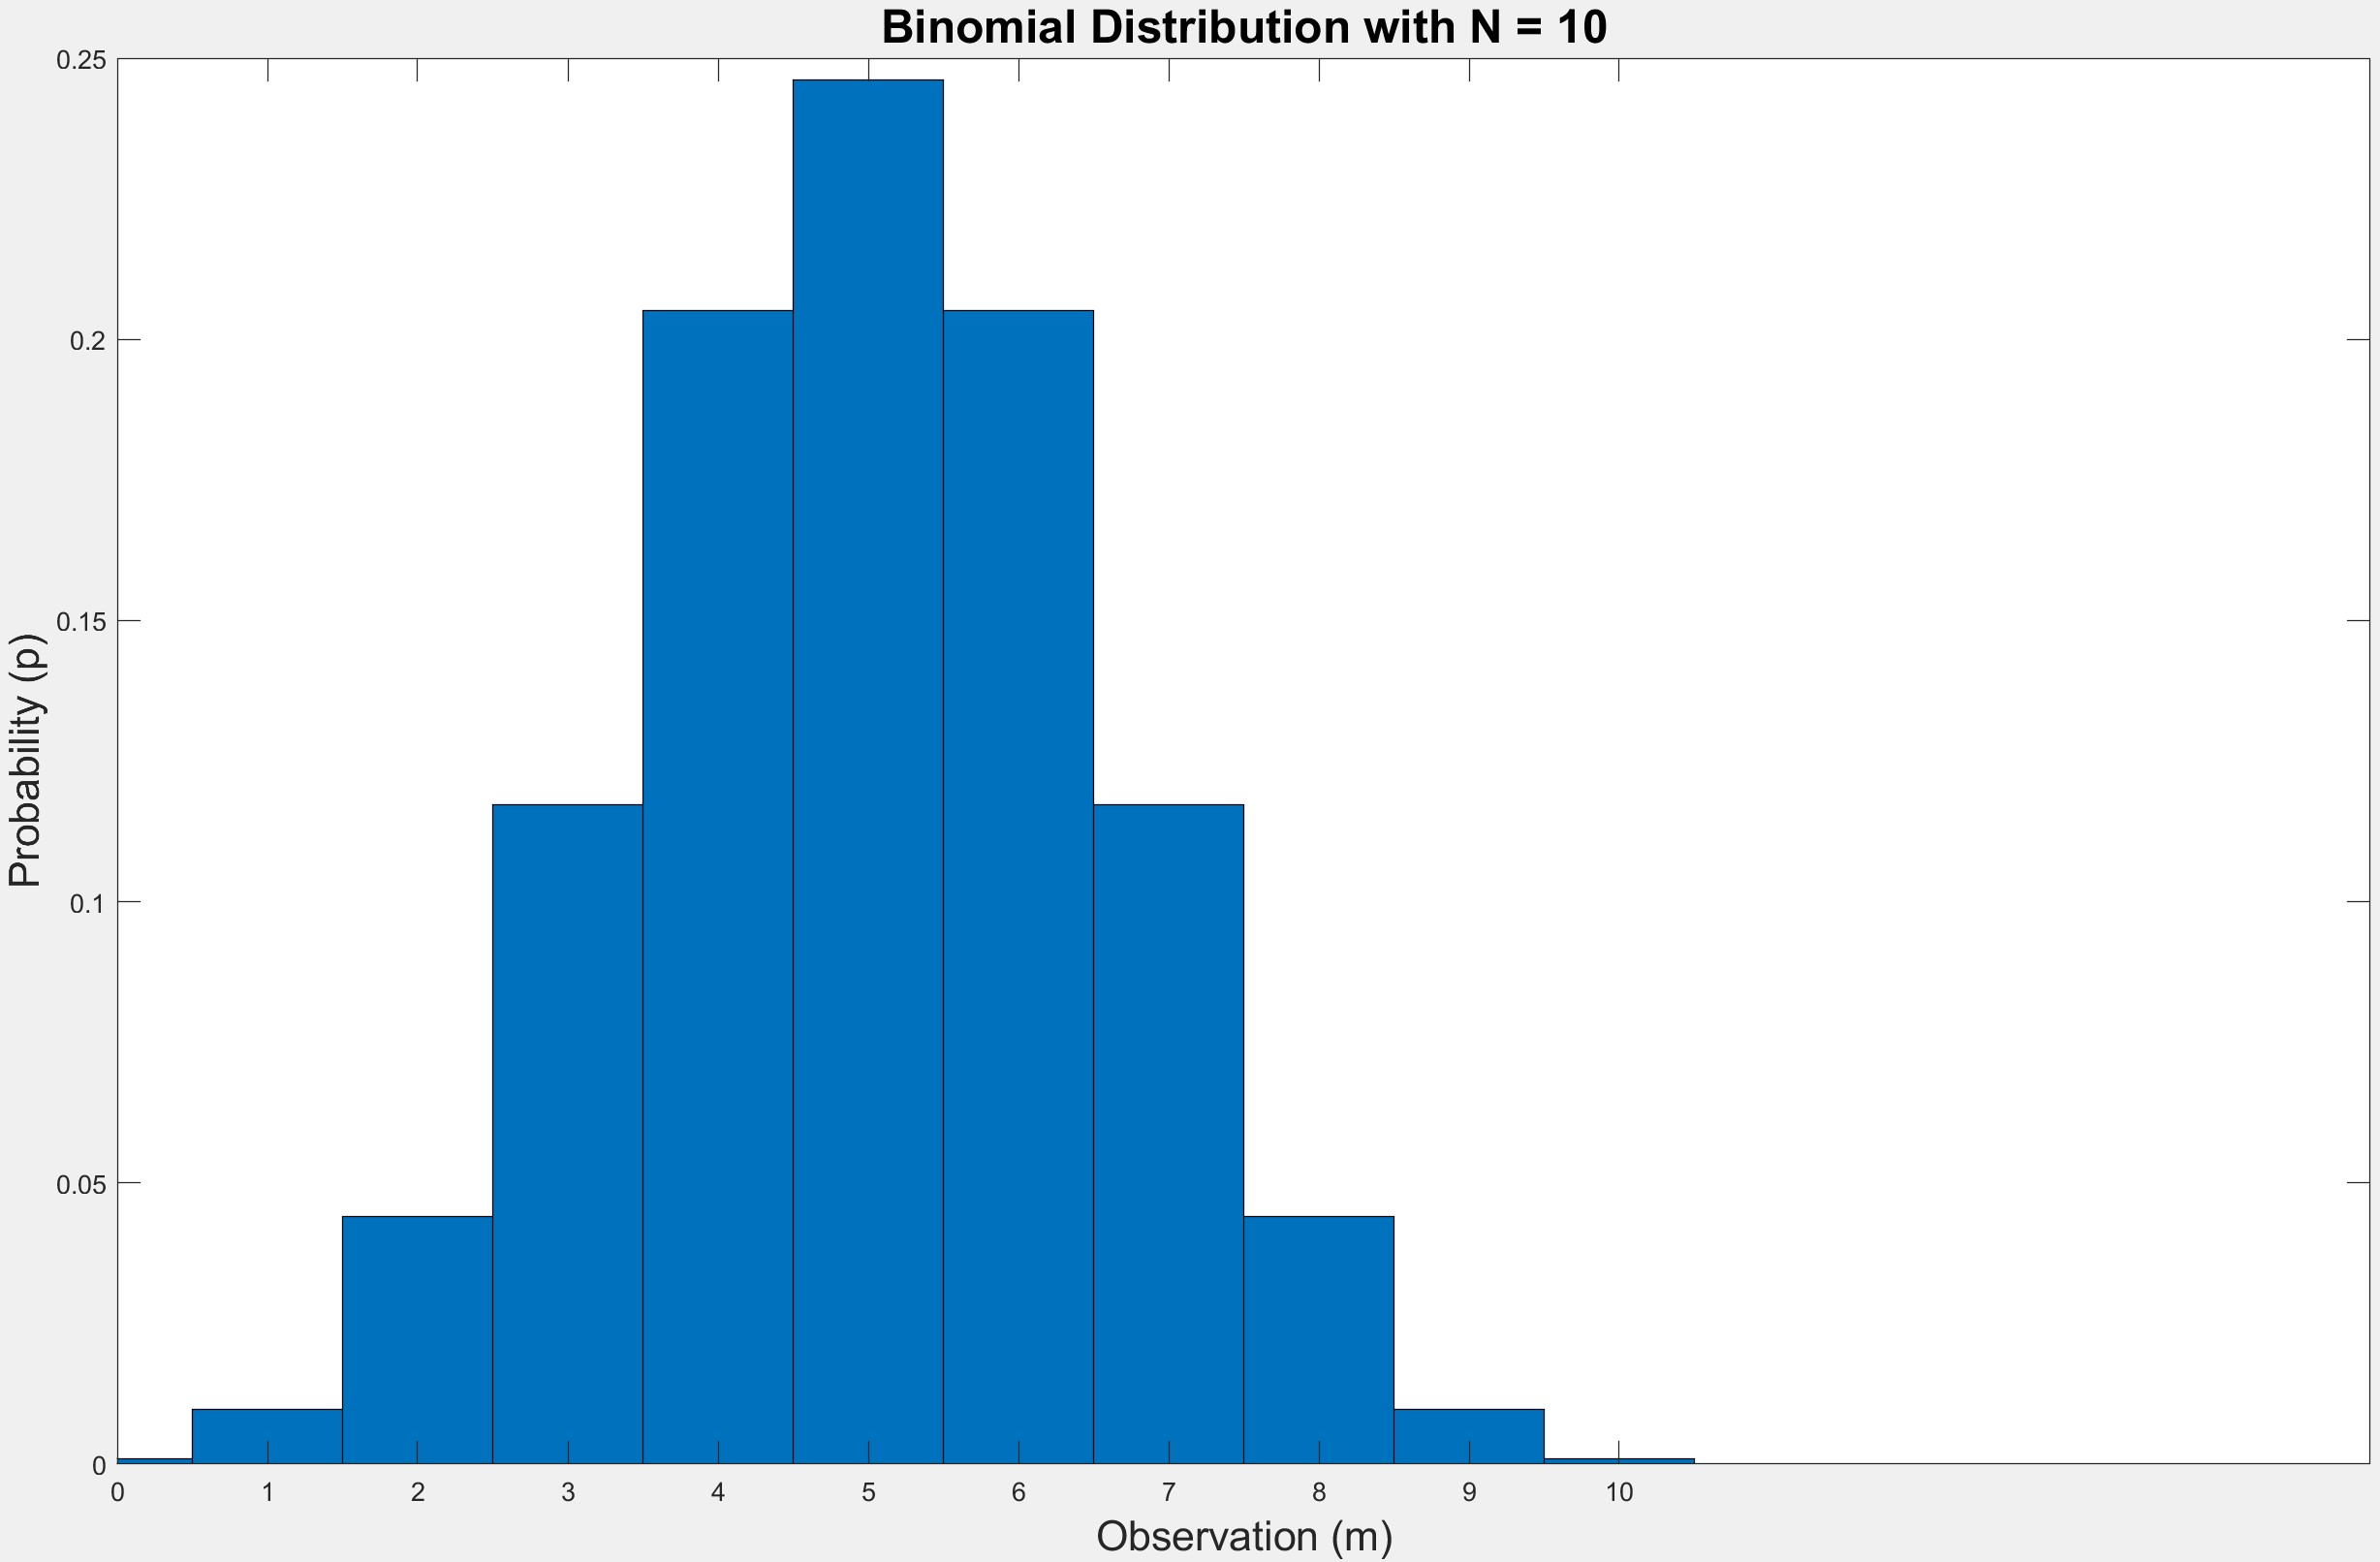 Binomial Distribution with N = 10
0.25
0.2
0.15
0.1
0.05
0
Probability (p)
0 1 2 3 4 5 6 7 8 9 10
Observation (m)